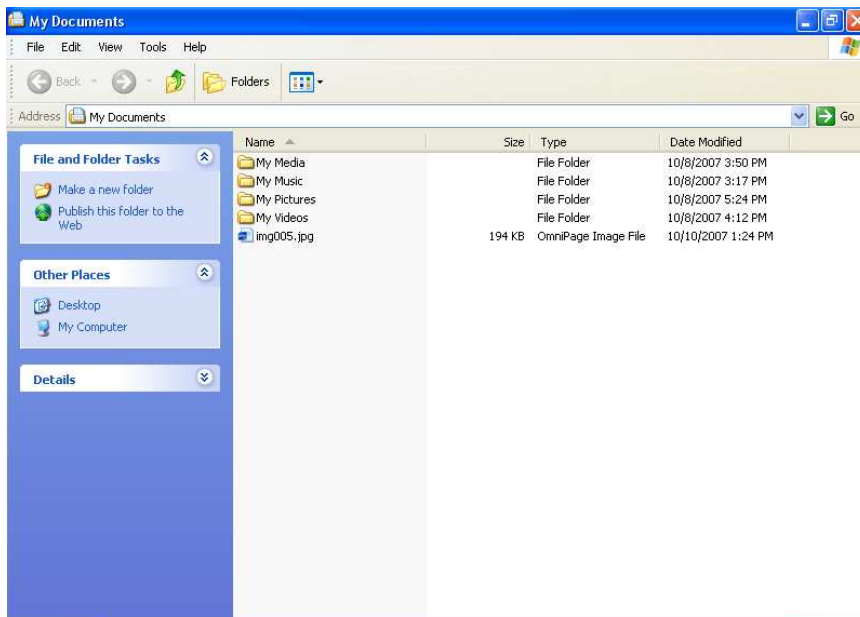 My Documents
File Edit View Tools Help
Back Folders
Address My Documents Go
File and Folder Tasks
Make a new folder
Publish this folder to the
Web
Other Places
Desktop
My Computer
Details
Name Size Type Date Modified
My Media File Folder 10/8/2007 3:50 PM
My Music File Folder 10/8/2007 3:17 PM
My Pictures File Folder 10/8/2007 5:24 PM
My Videos File Folder 10/8/2007 4:12 PM
img005.jpg 194 KB OmniPage Image File 10/10/2007 1:24 PM